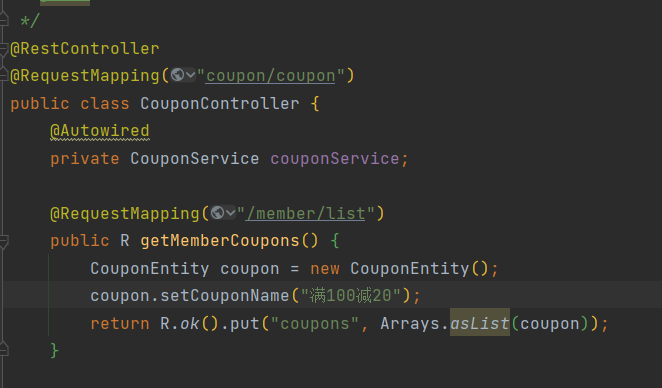 */
@RestController
@RequestMapping("coupon/coupon")
public class CouponController {
@Autowired
private CouponService couponService;
@RequestMapping("/member/list")
public R getMemberCoupons() {
CouponEntity coupon = new CouponEntity();
coupon.setCouponName("满100减20");
return R.ok().put("coupons", Arrays.asList(coupon));
}